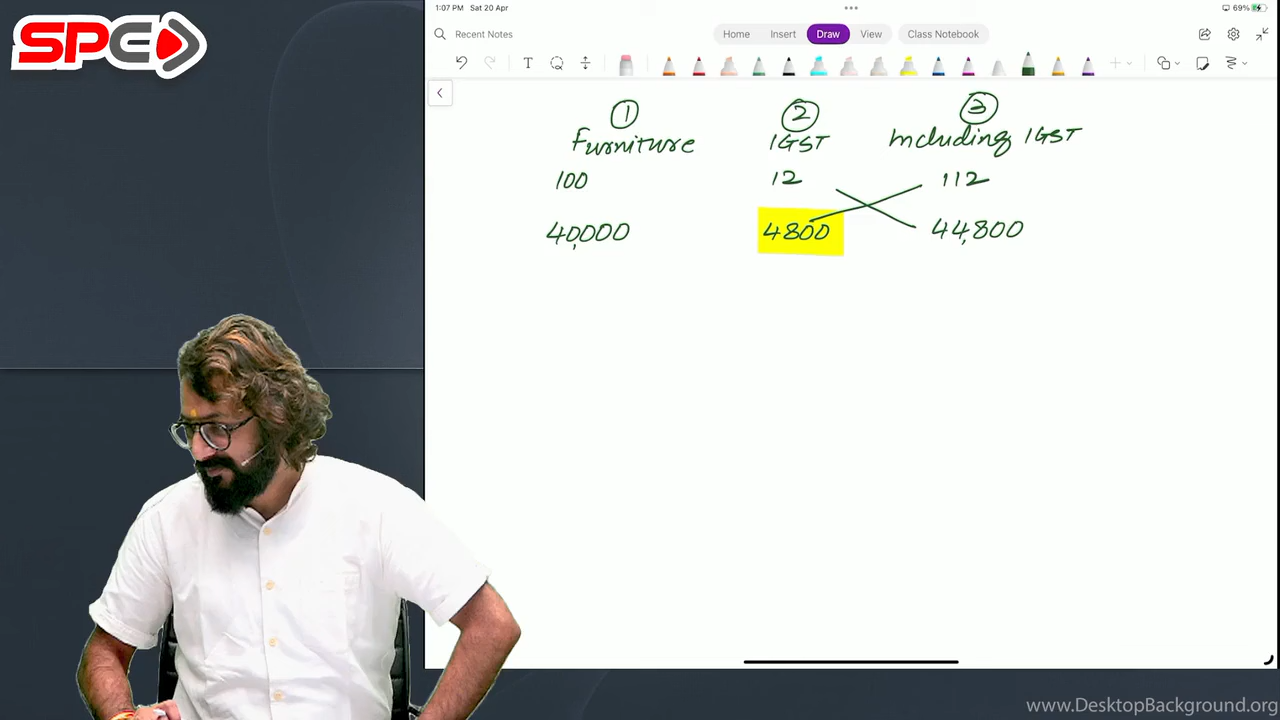 SPED
1:07 PM Sat 20 Apr
69%
Recent Notes
Home Insert Draw View Class Notebook
T
① ② ③
Furniture IGST Including IGST
100 12 112
40,000 4800 44,800
www.DesktopBackground.org